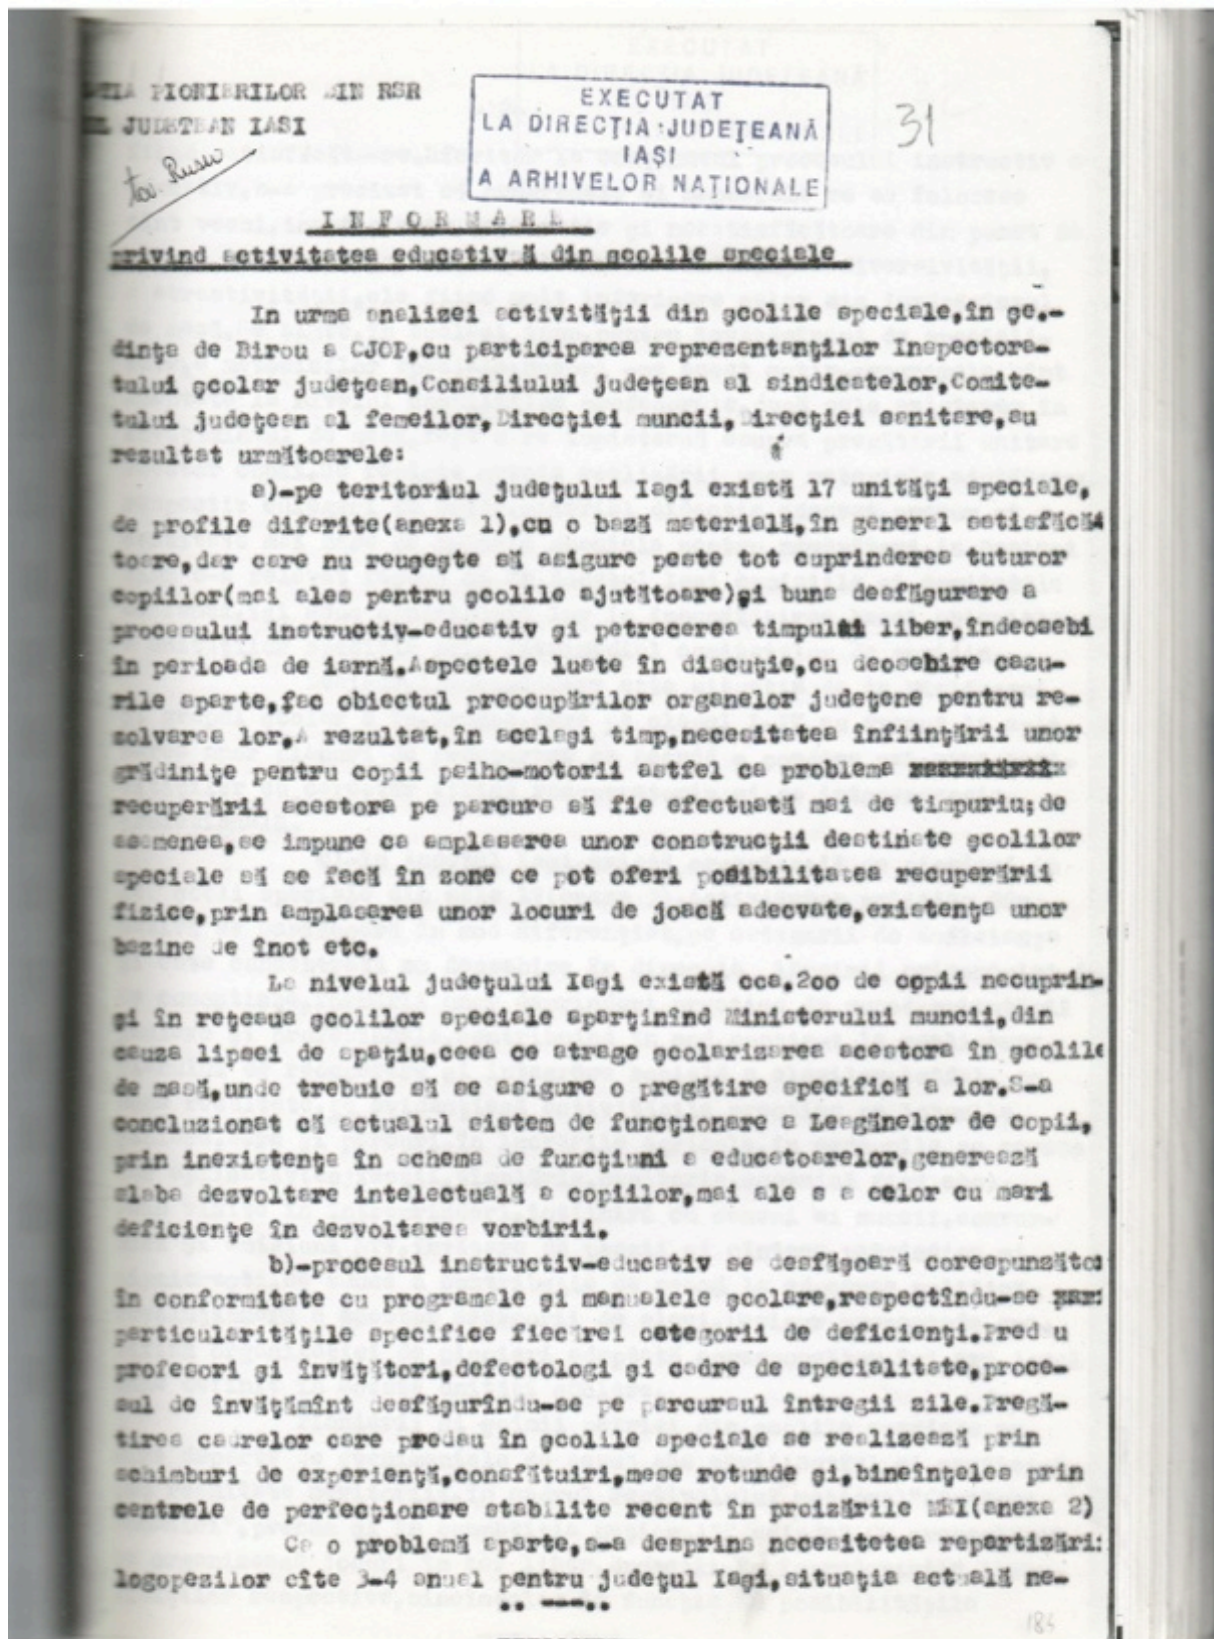 ȚIA PIONIERILOR DIN RSR
JUDETEAN IASI
tov. Rusu
EXECUTAT
LA DIRECȚIA JUDEȚEANĂ
IAȘI
A ARHIVELOR NAȚIONALE
31
I N F O R M A R E
privind activitatea educativ ă din școlile speciale
In urma analizei activității din școlile speciale,în șe.-
dința de Birou a CJOP,cu participarea reprezentanților Inspectora-
tului școlar județean,Consiliului județean al sindicatelor,Comite-
tului județean al femeilor,Direcției muncii,Direcției sanitare,au
rezultat următoarele:
a)-pe teritoriul județului Iași există 17 unități speciale,
de profile diferite(anexa 1),cu o bază materială,în general satisfăcă
toare,dar care nu reușește să asigure peste tot cuprinderea tuturor
copiilor(mai ales pentru școlile ajutătoare)și buna desfășurare a
procesului instructiv-educativ și petrecerea timpului liber,îndeosebi
în perioada de iarnă.Aspectele luate în discuție,cu deosebire cazu-
rile aparte,fac obiectul preocupărilor organelor județene pentru re-
zolvarea lor.A rezultat,în același timp,necesitatea înființării unor
grădinițe pentru copii psiho-motorii astfel ca problema
recuperării acestora pe parcurs să fie efectuată mai de timpuriu;de
asemenea,se impune ca amplasarea unor construcții destinate școlilor
speciale să se facă în zone ce pot oferi posibilitatea recuperării
fizice,prin amplasarea unor locuri de joacă adecvate,existența unor
bazine de înot etc.
La nivelul județului Iași există cca.2oo de copii necuprin-
și în rețeaua școlilor speciale aparținînd Ministerului muncii,din
cauza lipsei de spațiu,ceea ce atrage școlarizarea acestora în școlile
de masă,unde trebuie să se asigure o pregătire specifică a lor.S-a
concluzionat că actualul sistem de funcționare a Leagănelor de copii,
prin inexistența în schema de funcțiuni a educatoarelor,generează
slaba dezvoltare intelectuală a copiilor,mai ale s a celor cu mari
deficiențe în dezvoltarea vorbirii.
b)-procesul instructiv-educativ se desfășoară corespunzăto
în conformitate cu programele și manualele școlare,respectîndu-se
particularitățile specifice fiecărei categorii de deficienți.Pred u
profesori și învățători,defectologi și cadre de specialitate,proce-
sul de învățămînt desfășurîndu-se pe parcursul întregii zile.Pregă-
tirea cadrelor care predau în școlile speciale se realizează prin
schimburi de experiență,consfătuiri,mese rotunde și,bineînțeles prin
centrele de perfecționare stabilite recent în proizările MEI(anexa 2)
Ca o problemă aparte,s-a desprins necesitatea repartizări
logopezilor cîte 3-4 anual pentru județul Iași,situația actuală ne-
.. ---..
184